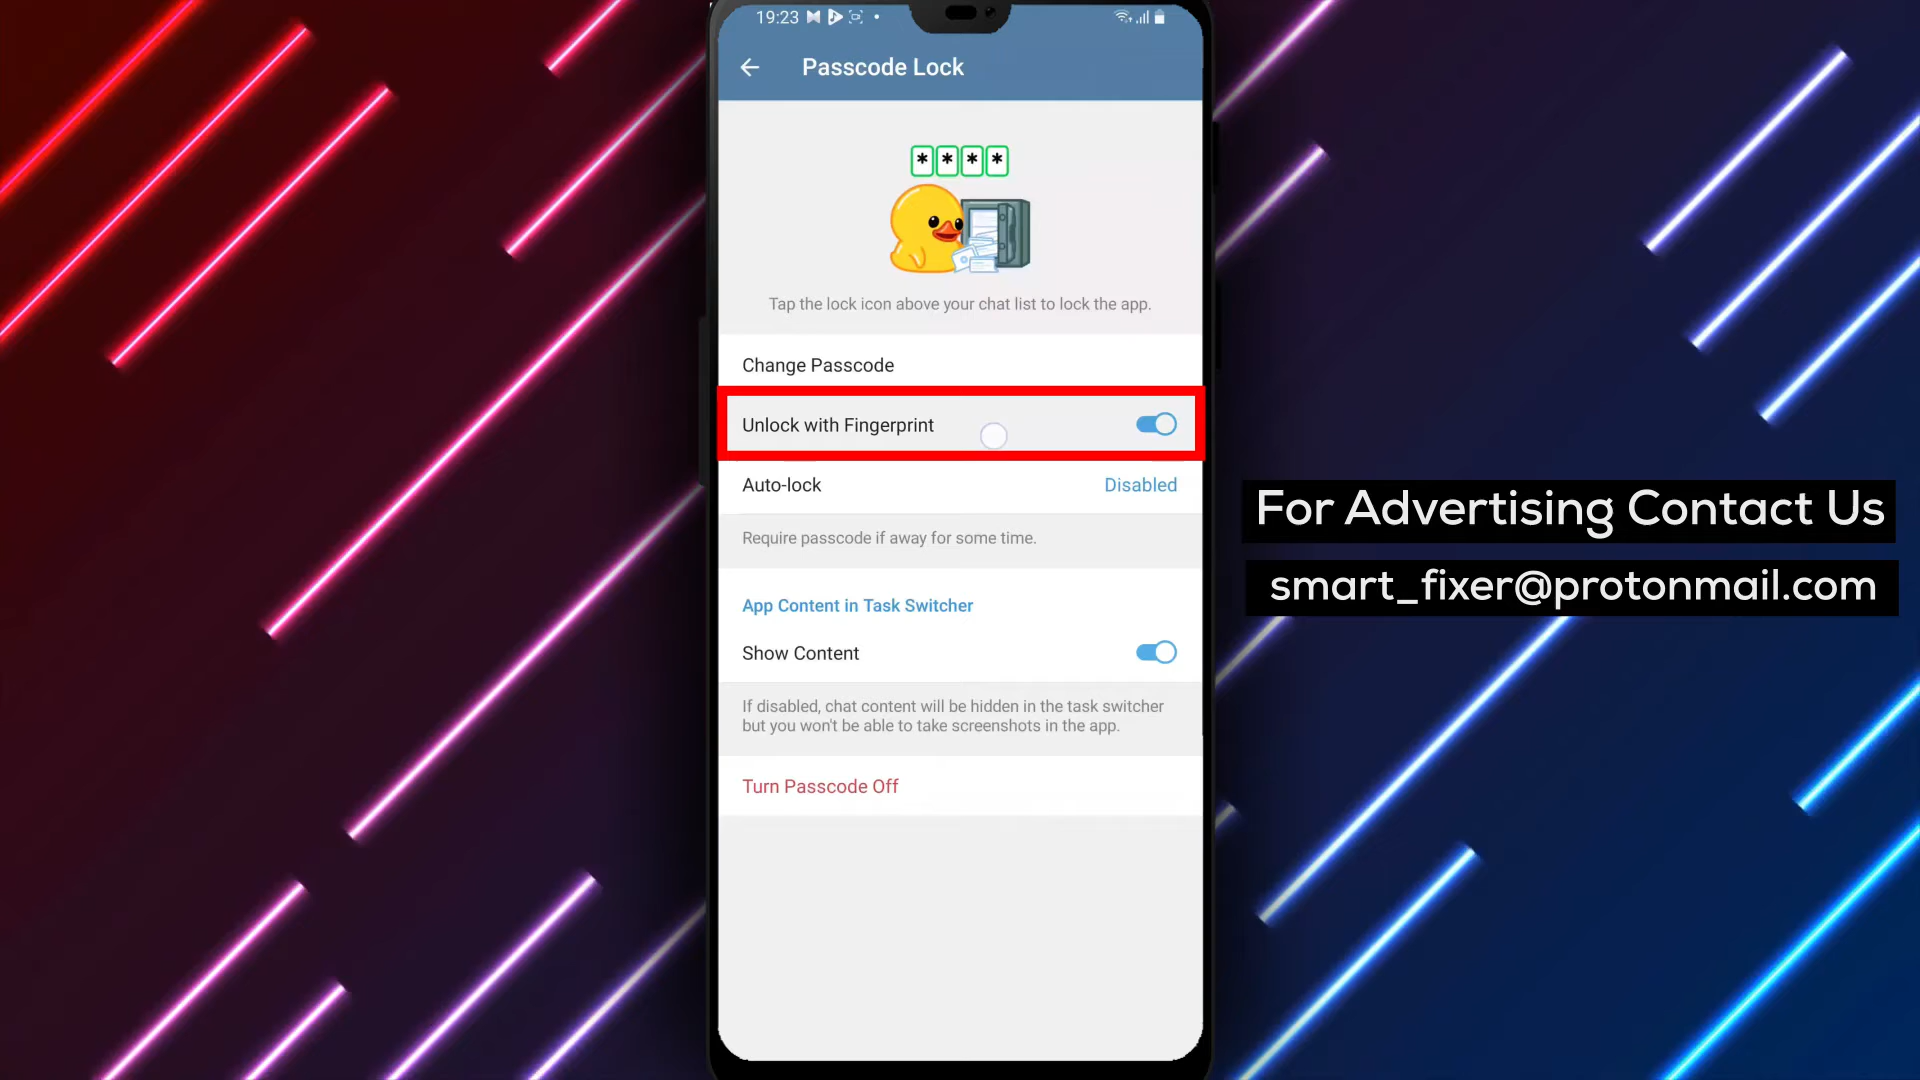 19:23
Passcode Lock
* * * *
Tap the lock icon above your chat list to lock the app.
Change Passcode
Unlock with Fingerprint
Auto-lock Disabled
Require passcode if away for some time.
App Content in Task Switcher
Show Content
If disabled, chat content will be hidden in the task switcher
but you won't be able to take screenshots in the app.
Turn Passcode Off
For Advertising Contact Us
smart_fixer@protonmail.com